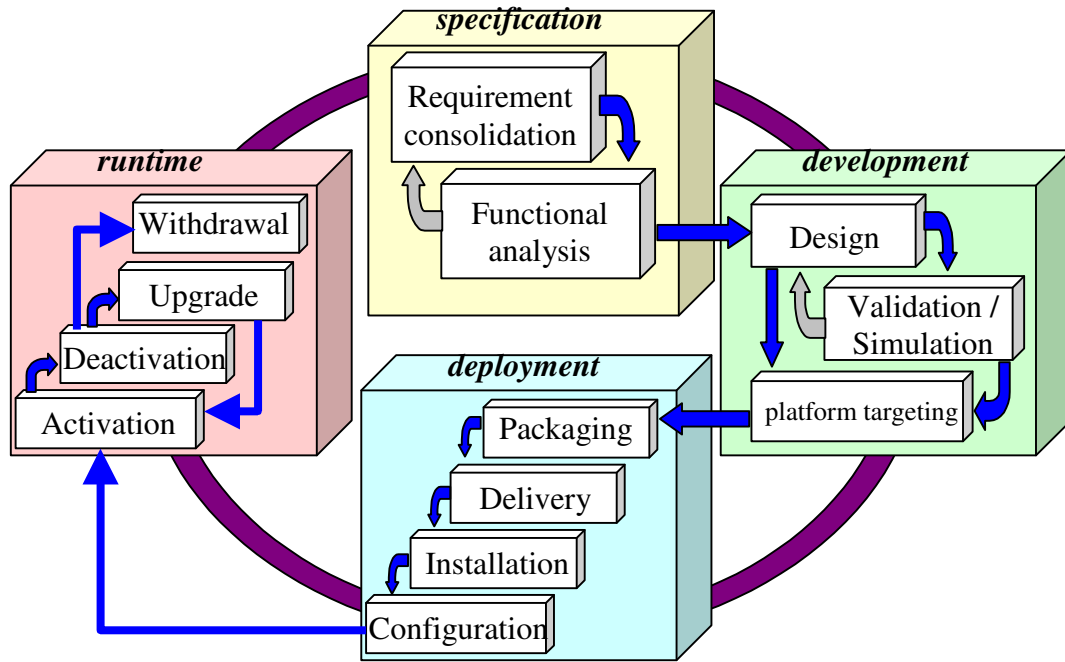 specification
Requirement
consolidation
Functional
analysis
development
Design
Validation /
Simulation
platform targeting
deployment
Packaging
Delivery
Installation
Configuration
runtime
Withdrawal
Upgrade
Deactivation
Activation